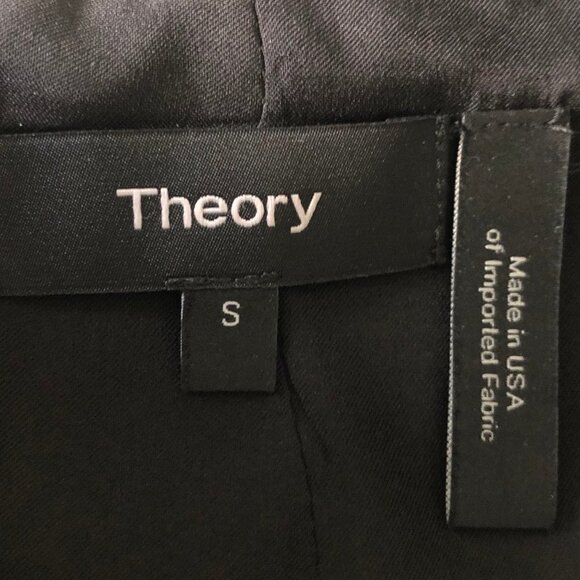 Theory
S
Made in USA
of Imported Fabric